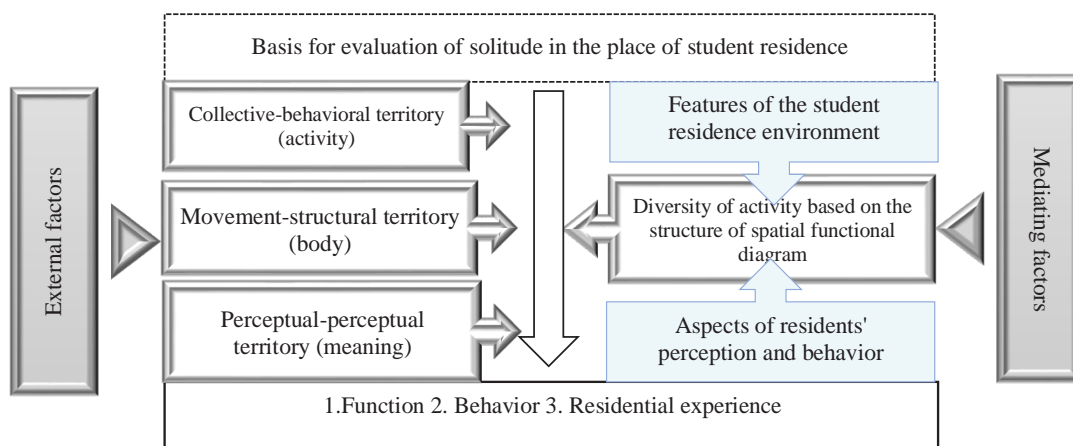 Basis for evaluation of solitude in the place of student residence
External factors
Collective-behavioral territory
(activity)
Movement-structural territory
(body)
Perceptual-perceptual
territory (meaning)
Features of the student
residence environment
Diversity of activity based on the
structure of spatial functional
diagram
Aspects of residents'
perception and behavior
Mediating factors
1.Function 2. Behavior 3. Residential experience